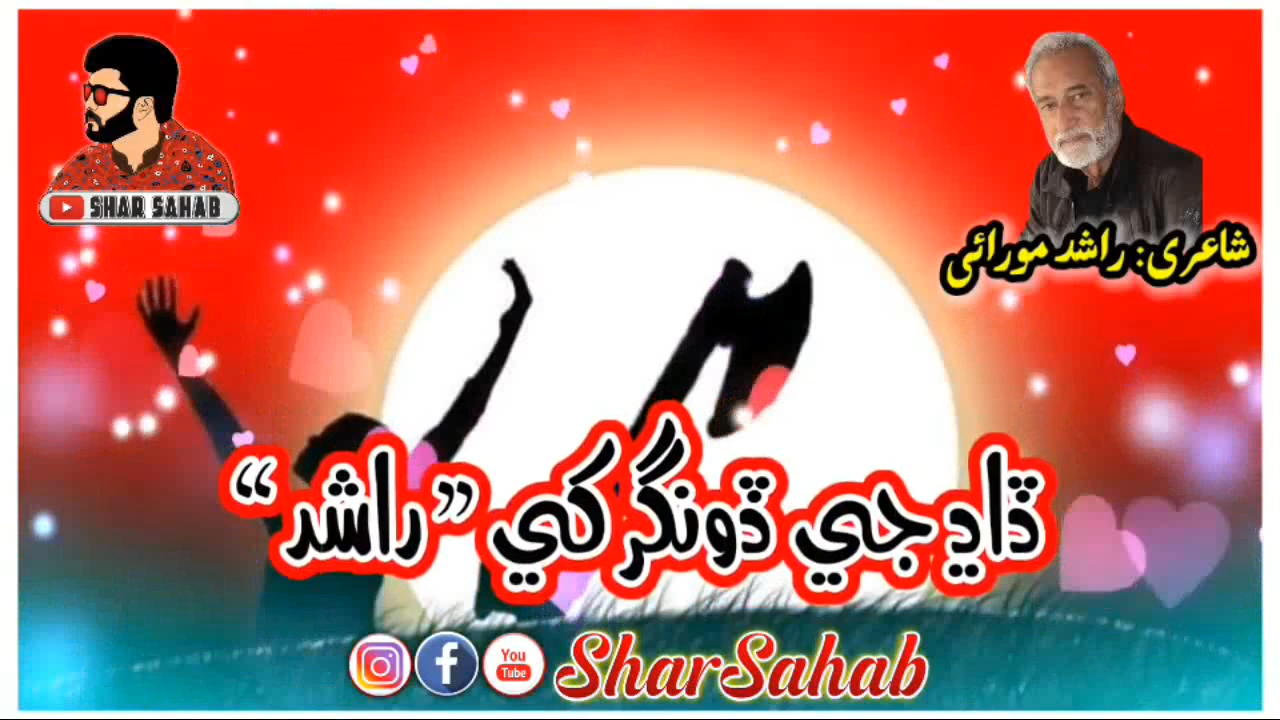 SHAR SAHAB
شاعري: راشد مورائي
ڏاڍ جي ڏونگر کي ”راشد“
You
Tube
SharSahab